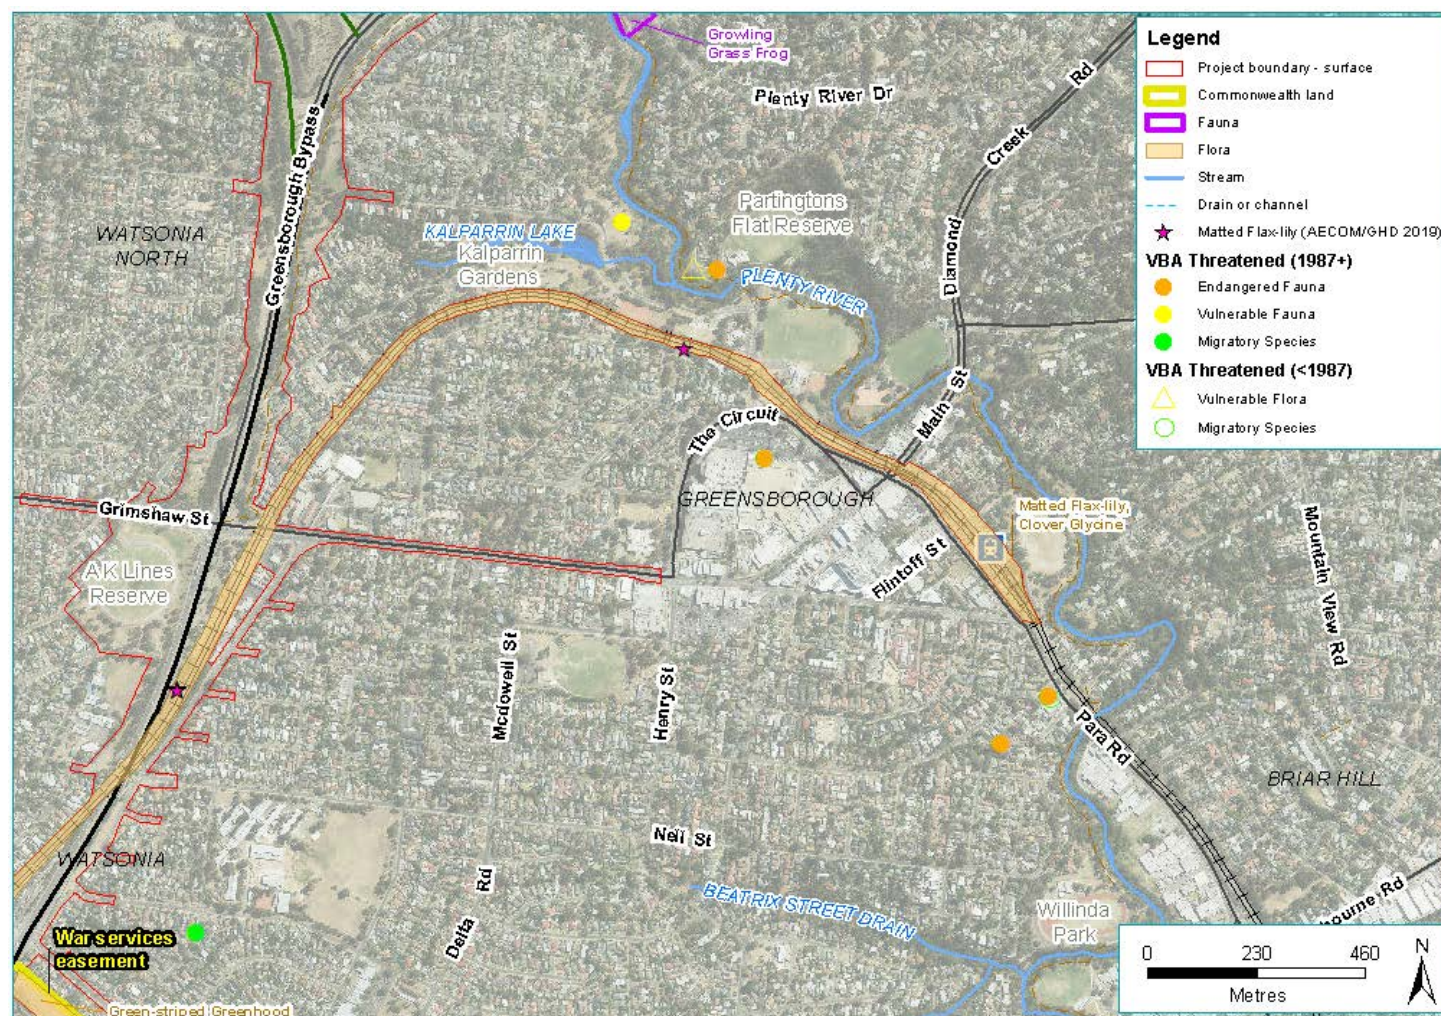 Growling
Grass Frog
Plenty River Dr
Creek
Rd
Diamond
Greensborough Bypass
Partingtons
Flat Reserve
WATSONIA
NORTH
KALPARRIN LAKE
Kalparrin
Gardens
PLENTY RIVER
Main St
The Circuit
GREENSBOROUGH
Grimshaw St
Matted Flax-lily,
Clover Glycine
Flintoff St
Mountain View Rd
AK Lines
Reserve
Mcdowell St
Henry St
Para Rd
BRIAR HILL
Nell St
WATSONIA
Delta Rd
BEATRIX STREET DRAIN
Willinda
Park
bourne Rd
War services
easement
Green-striped Greenhood
Legend
Project boundary - surface
Commonwealth land
Fauna
Flora
Stream
Drain or channel
Matted Flax-lily (AECOM/GHD 2019)
VBA Threatened (1987+)
Endangered Fauna
Vulnerable Fauna
Migratory Species
VBA Threatened (<1987)
Vulnerable Flora
Migratory Species
0 230 460
Metres
N